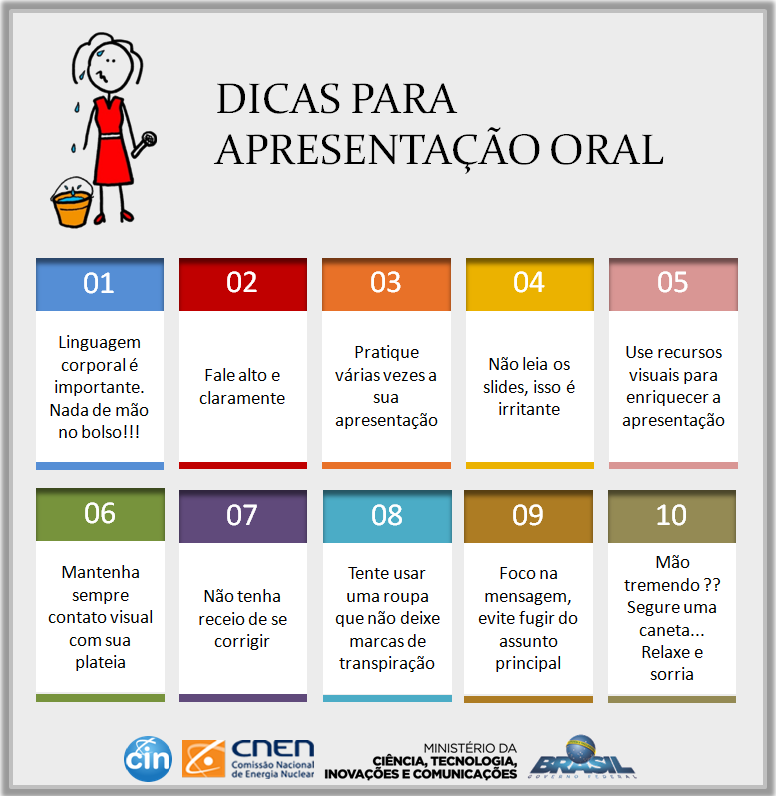 DICAS PARA
APRESENTAÇÃO ORAL
01
Linguagem
corporal é
importante.
Nada de mão
no bolso!!!
02
Fale alto e
claramente
03
Pratique
várias vezes a
sua
apresentação
04
Não leia os
slides, isso é
irritante
05
Use recursos
visuais para
enriquecer a
apresentação
06
Mantenha
sempre
contato visual
com sua
plateia
07
Não tenha
receio de se
corrigir
08
Tente usar
uma roupa
que não deixe
marcas de
transpiração
09
Foco na
mensagem,
evite fugir do
assunto
principal
10
Mão
tremendo ??
Segure uma
caneta...
Relaxe e
sorria
cin
CNEN
Comissão Nacional
de Energia Nuclear
MINISTÉRIO DA
CIÊNCIA, TECNOLOGIA,
INOVAÇÕES E COMUNICAÇÕES
BRASIL
GOVERNO FEDERAL